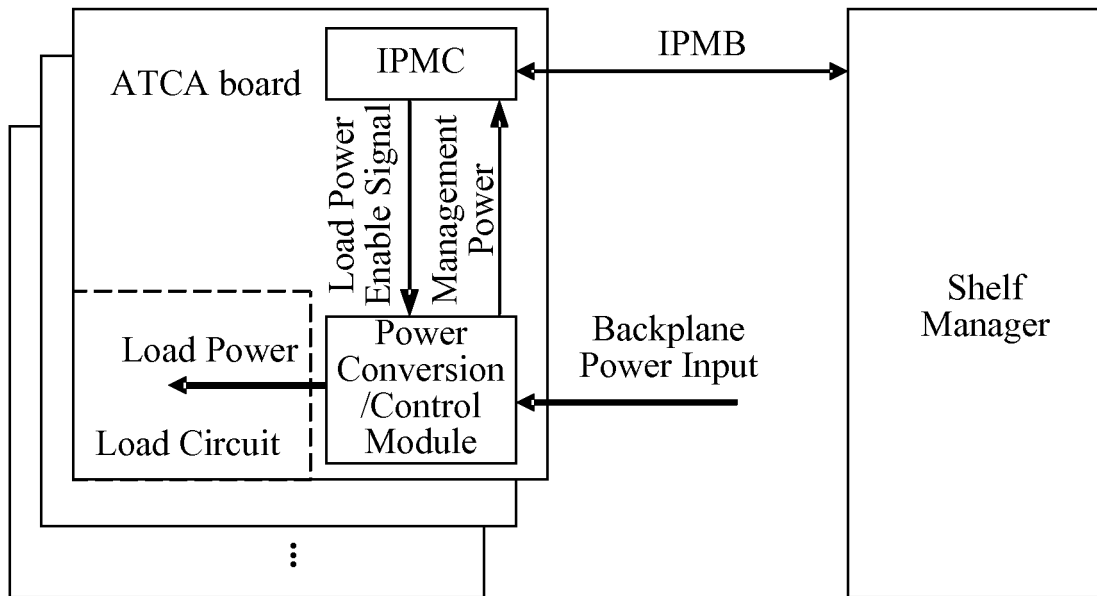 IPMC
IPMB
ATCA board
Load Power
Enable Signal
Management
Power
Shelf
Manager
Backplane
Power Input
Power
Conversion
/Control
Module
Load Power
Load Circuit